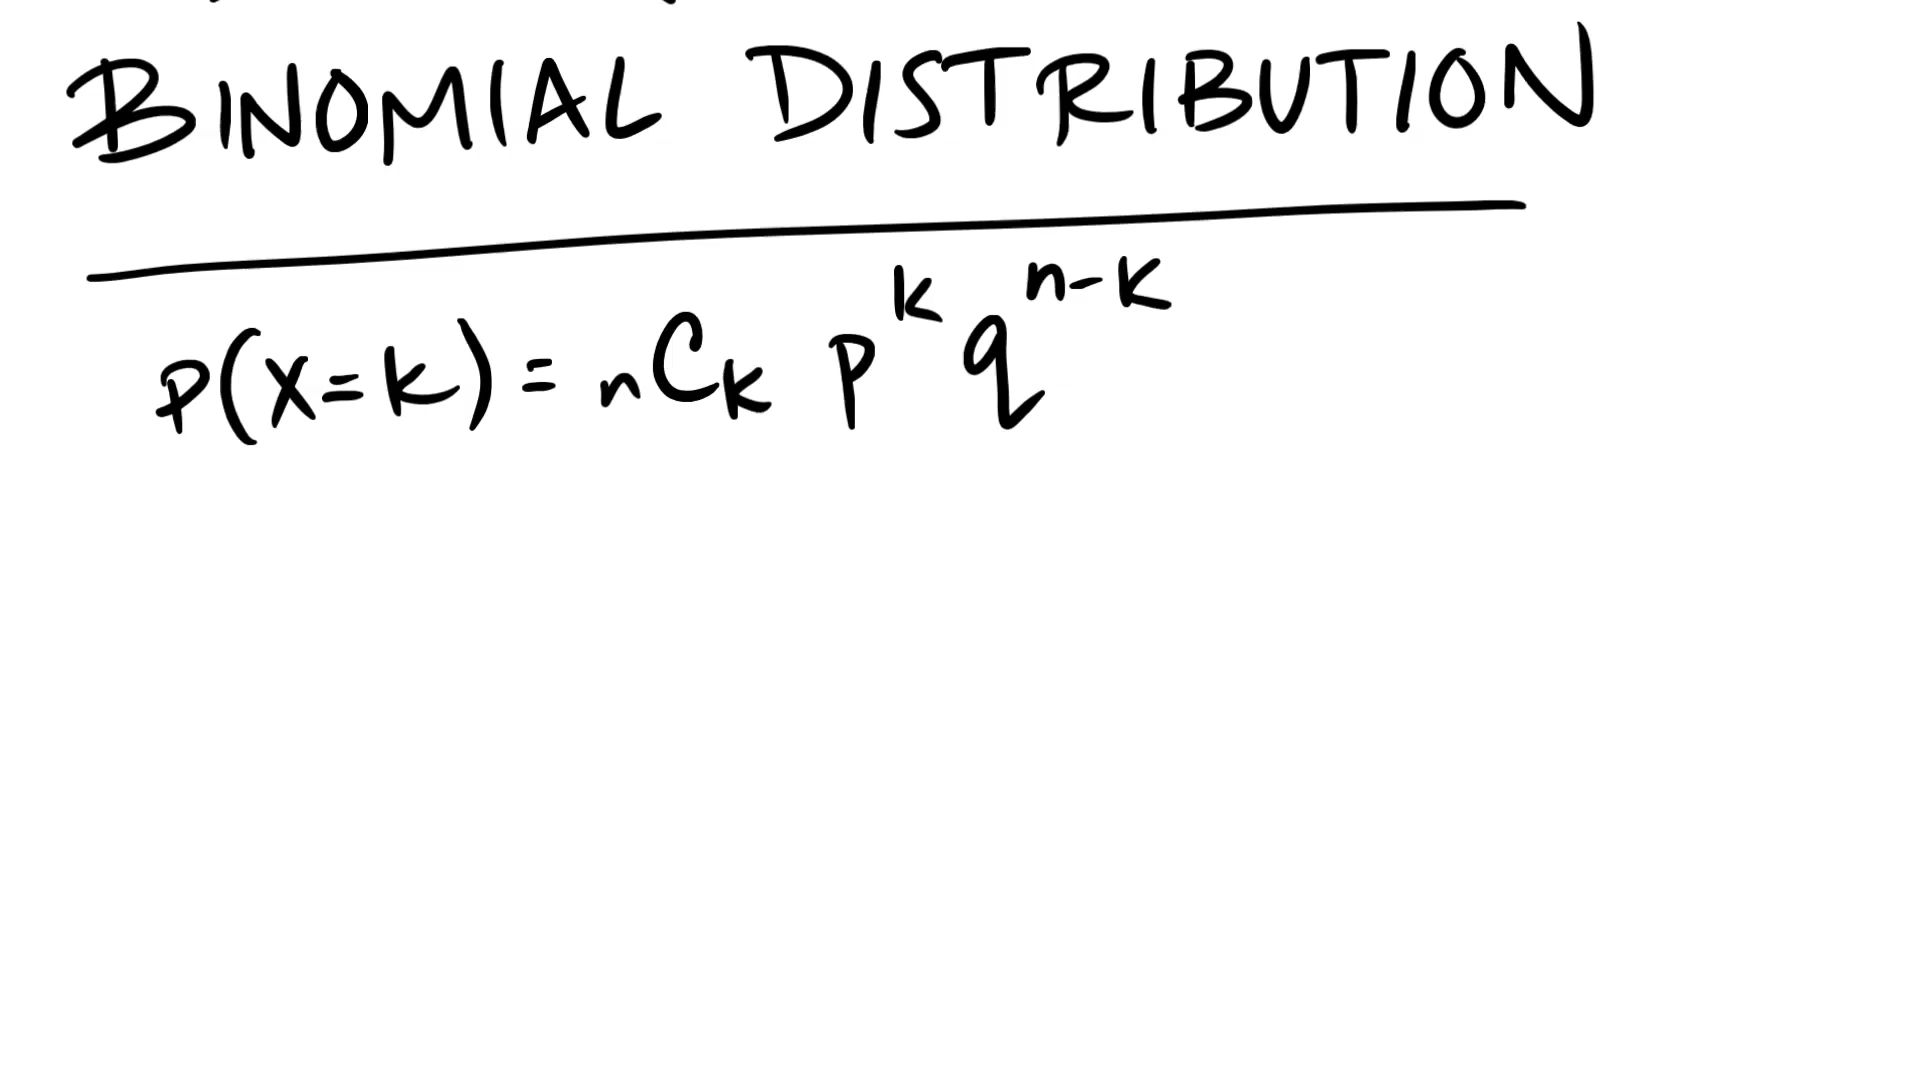 BINOMIAL DISTRIBUTION
P(X=k) = nCk p^k q^n-k